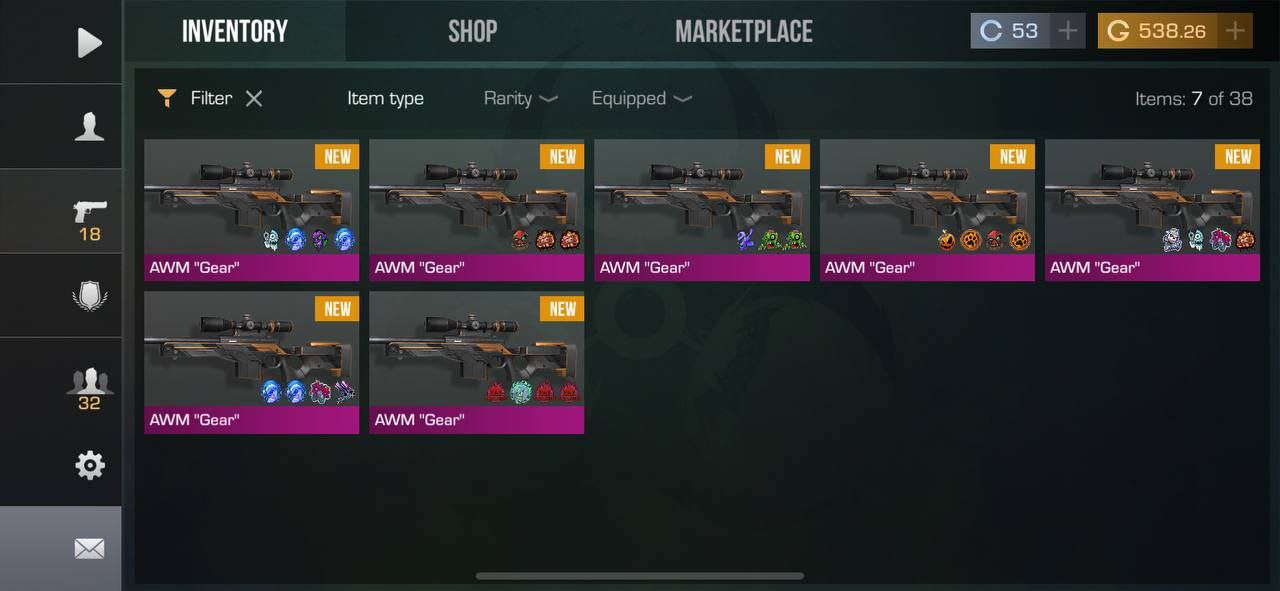 INVENTORY
SHOP
MARKETPLACE
53
538.26
Filter
Item type
Rarity
Equipped
Items: 7 of 38
NEW
NEW
NEW
NEW
NEW
18
AWM "Gear"
AWM "Gear"
AWM "Gear"
AWM "Gear"
AWM "Gear"
NEW
NEW
32
AWM "Gear"
AWM "Gear"